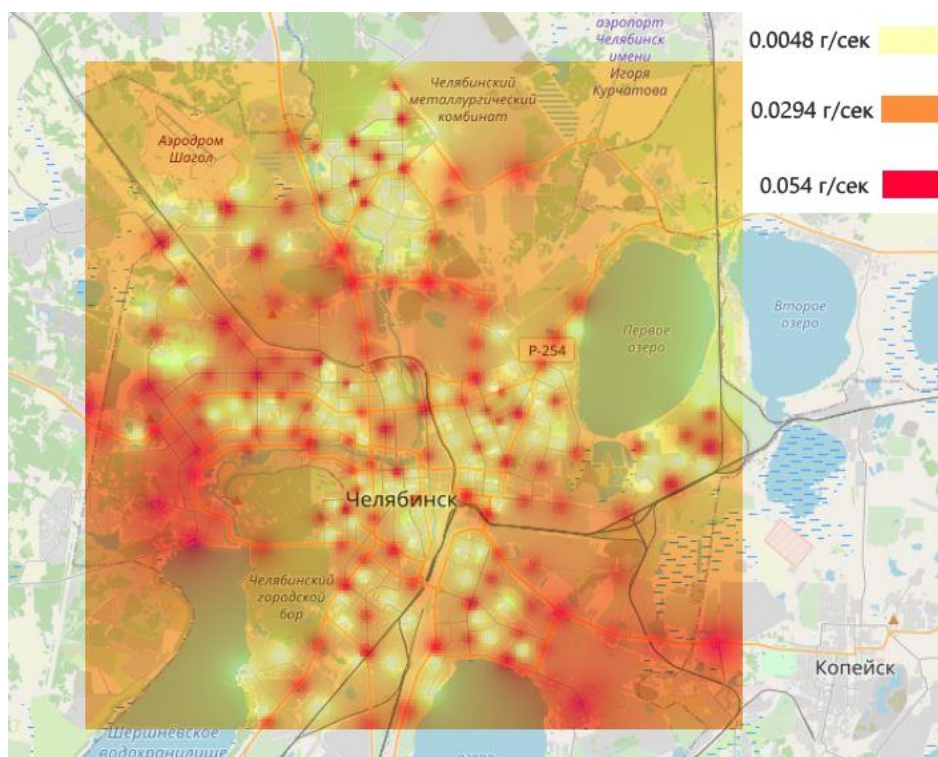 аэропорт
Челябинск
имени
Игоря
Курчатова
0.0048 г/сек
0.0294 г/сек
0.054 г/сек
Челябинский
металлургический
комбинат
Аэродром
Шагол
Первое
озеро
Второе
озеро
Р-254
Челябинск
Челябинский
городской
бор
Копейск
Шершнёвское
водохранилище
озеро